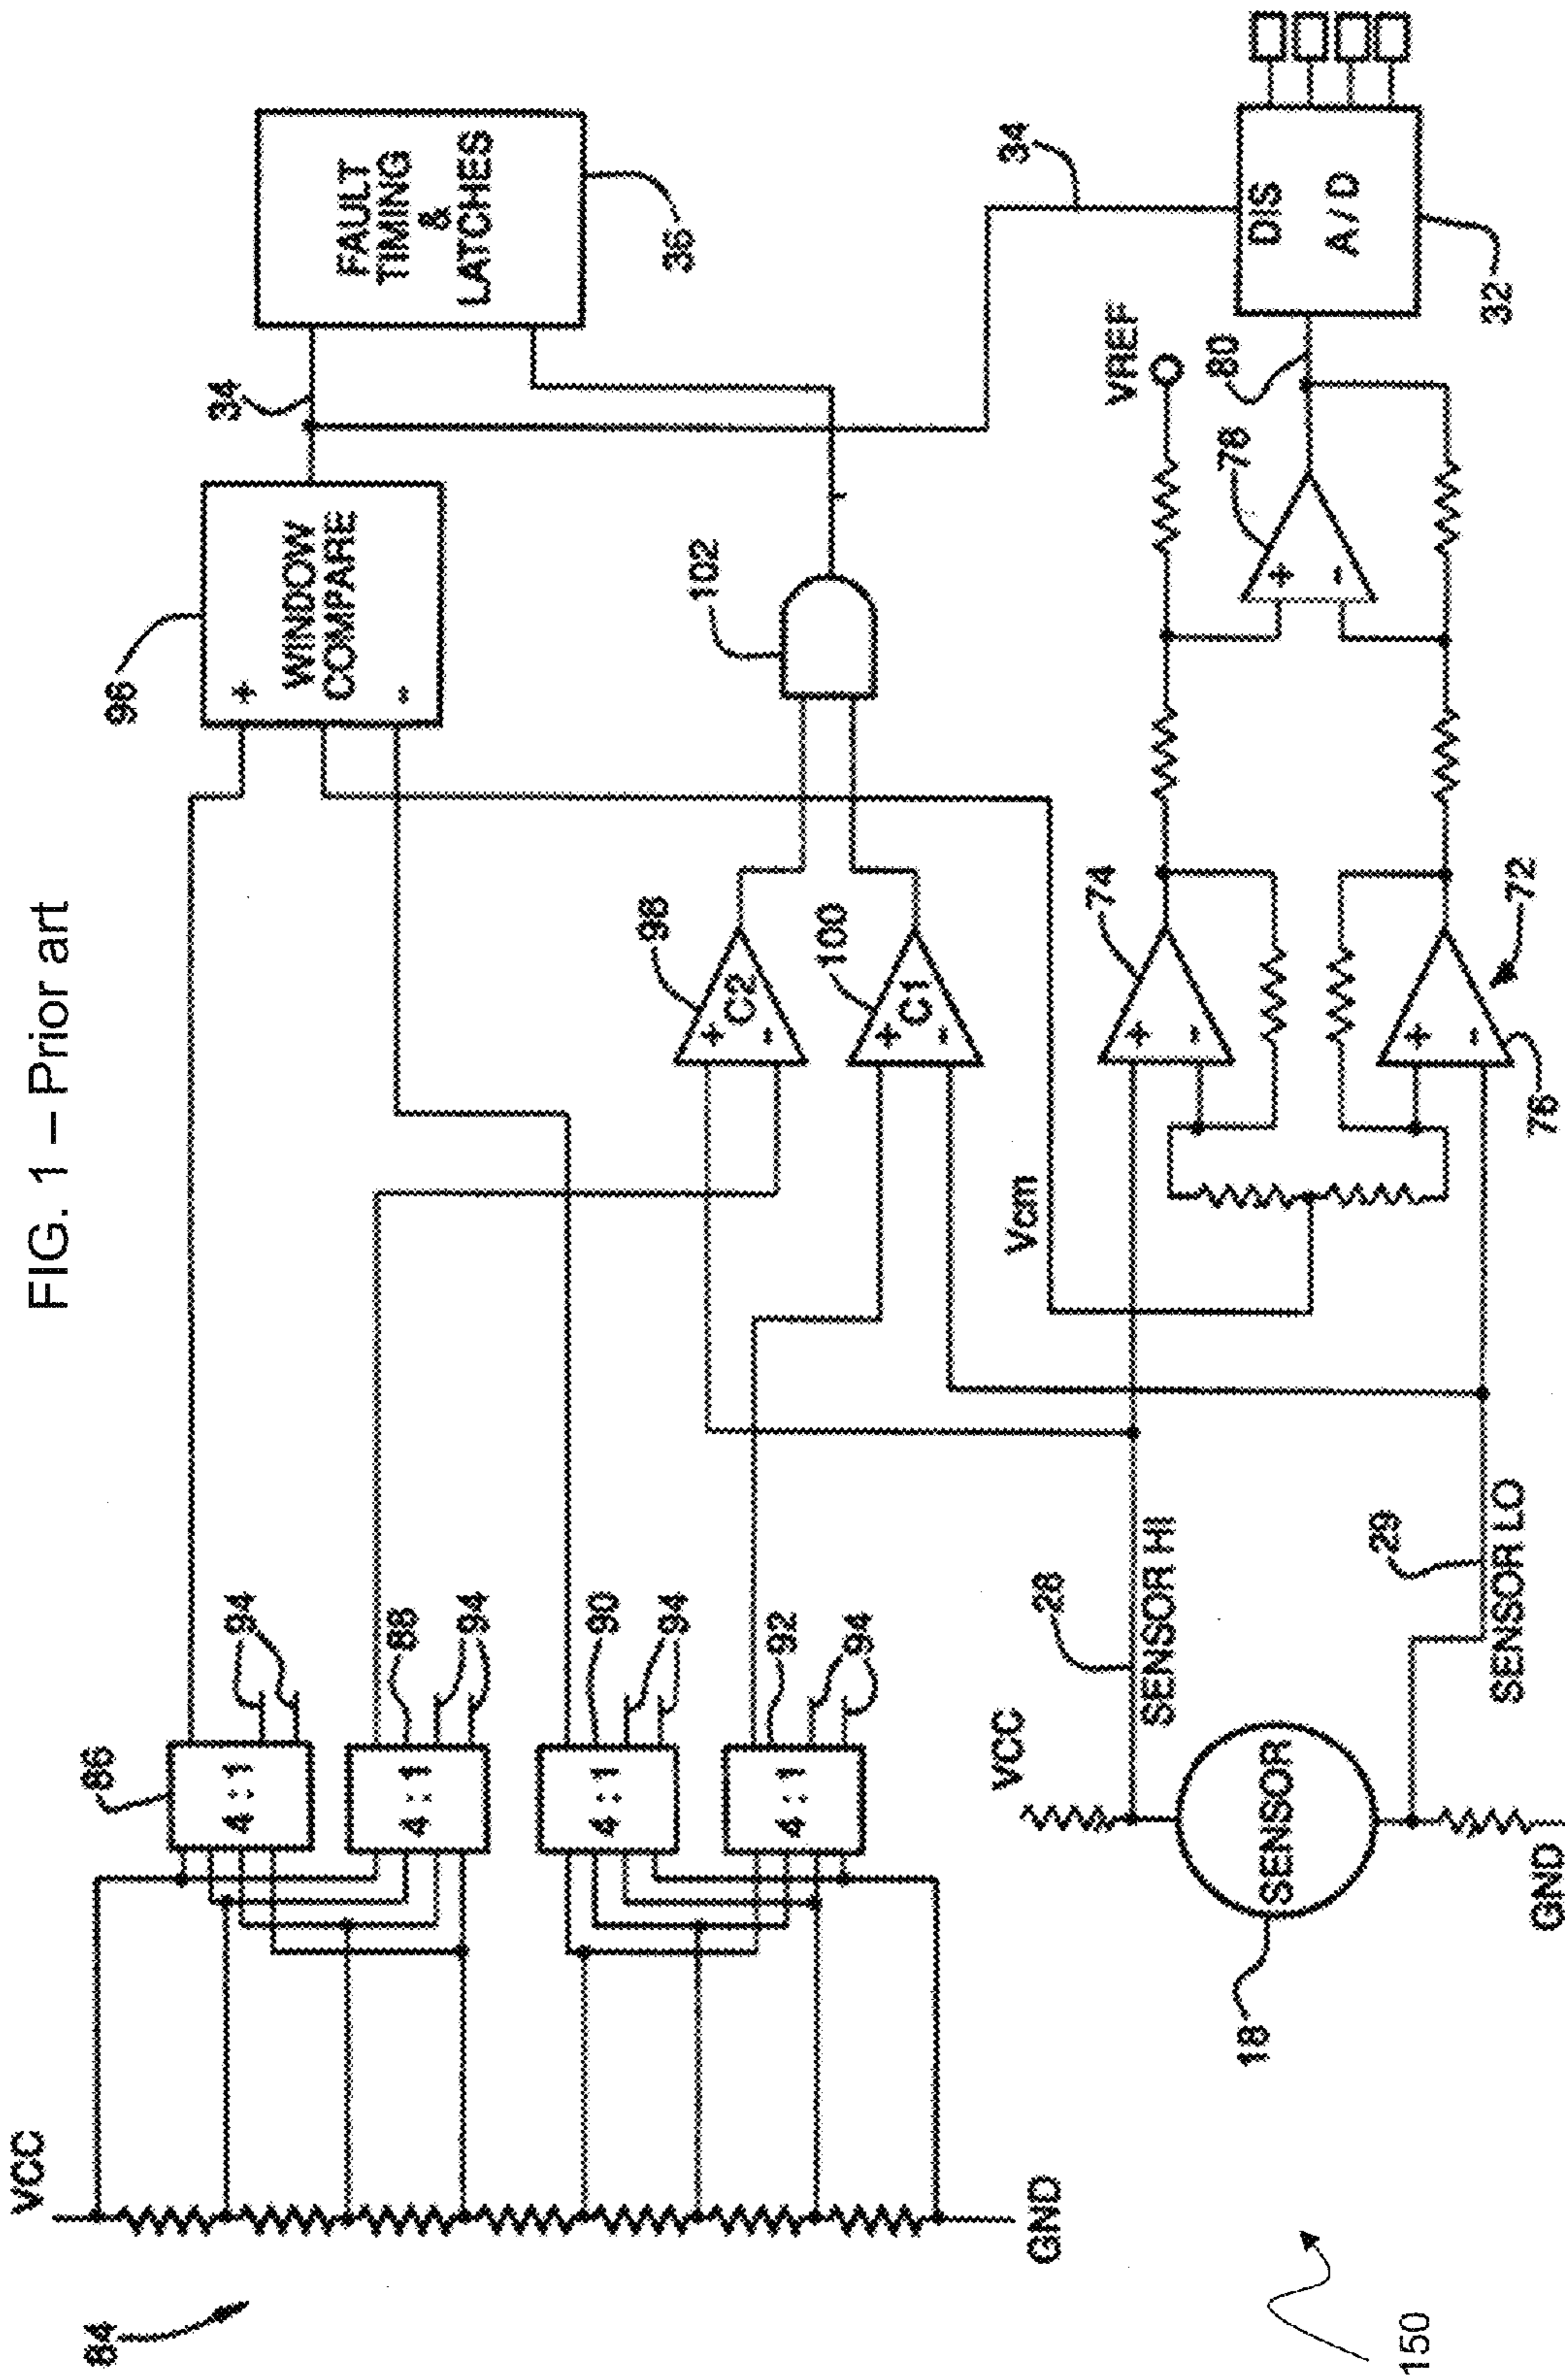 FIG. 1 – Prior art
VCC
84
GND
86
4:1
94
4:1
88
94
4:1
90
94
4:1
92
94
96
+
WINDOW
COMPARE
-
34
FAULT
TIMING
&
LATCHES
36
98
+
C2
-
100
+
C1
-
102
Vcm
34
VCC
28
SENSOR HI
SENSOR
18
29
SENSOR LO
GND
74
+
-
+
-
76
72
VREF
78
+
-
80
DIS
A/D
32
150